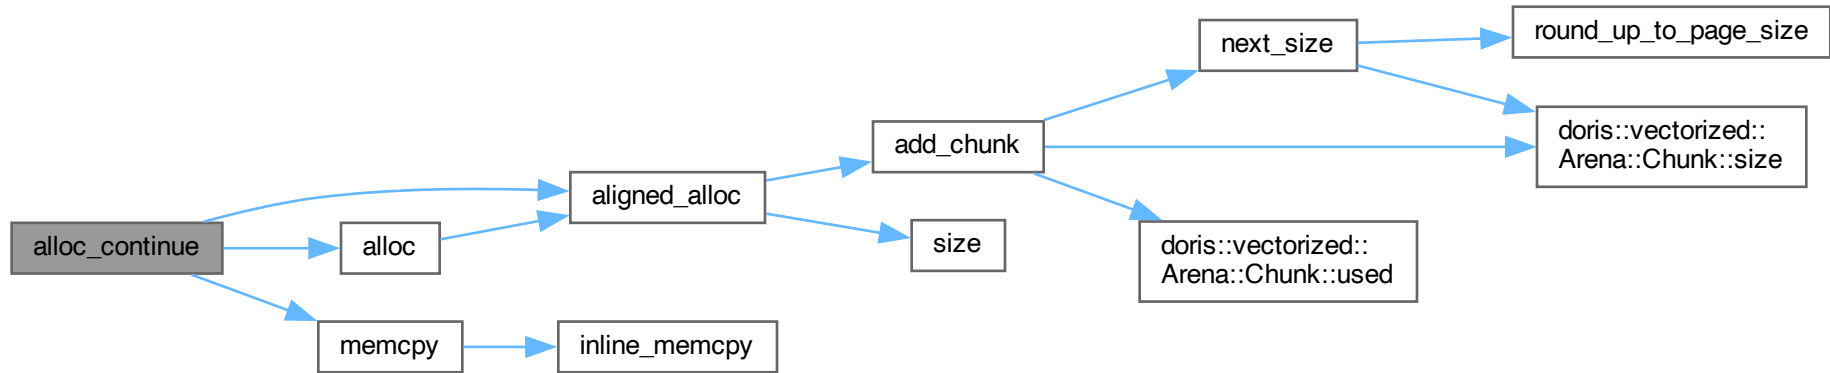 next_size
round_up_to_page_size
add_chunk
doris::vectorized::
Arena::Chunk::size
aligned_alloc
alloc_continue
alloc
size
doris::vectorized::
Arena::Chunk::used
memcpy
inline_memcpy